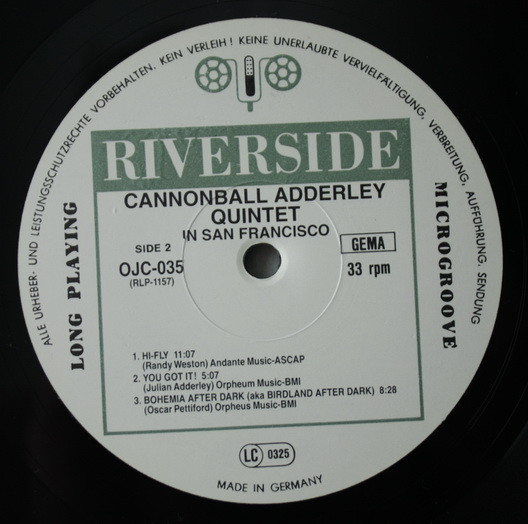 ALLE URHEBER- UND LEISTUNGSSCHUTZRECHTE VORBEHALTEN. KEIN VERLEIH! KEINE UNERLAUBTE VERVIELFÄLTIGUNG, VERBREITUNG, AUFFÜHRUNG, SENDUNG
RIVERSIDE
CANNONBALL ADDERLEY
QUINTET
IN SAN FRANCISCO
LONG PLAYING
MICROGROOVE
SIDE 2
OJC-035
(RLP-1157)
GEMA
33 rpm
1. HI-FLY 11:07
(Randy Weston) Andante Music-ASCAP
2. YOU GOT IT! 5:07
(Julian Adderley) Orpheum Music-BMI
3. BOHEMIA AFTER DARK (aka BIRDLAND AFTER DARK) 8:28
(Oscar Pettiford) Orpheus Music-BMI
LC 0325
MADE IN GERMANY